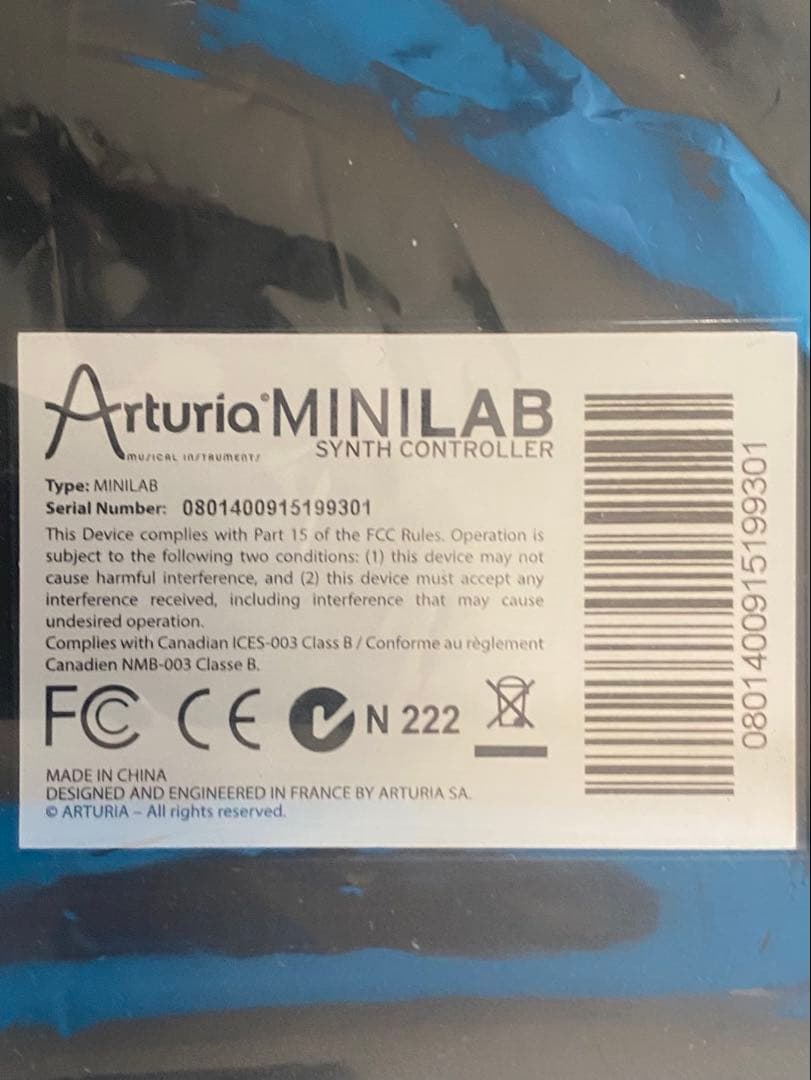 Arturia® MINILAB
MUSICAL INSTRUMENTS SYNTH CONTROLLER
Type: MINILAB
Serial Number: 0801400915199301
This Device complies with Part 15 of the FCC Rules. Operation is
subject to the following two conditions: (1) this device may not
cause harmful interference, and (2) this device must accept any
interference received, including interference that may cause
undesired operation.
Complies with Canadian ICES-003 Class B / Conforme au règlement
Canadien NMB-003 Classe B.
FC CE N 222
MADE IN CHINA
DESIGNED AND ENGINEERED IN FRANCE BY ARTURIA SA.
© ARTURIA – All rights reserved.
0801400915199301